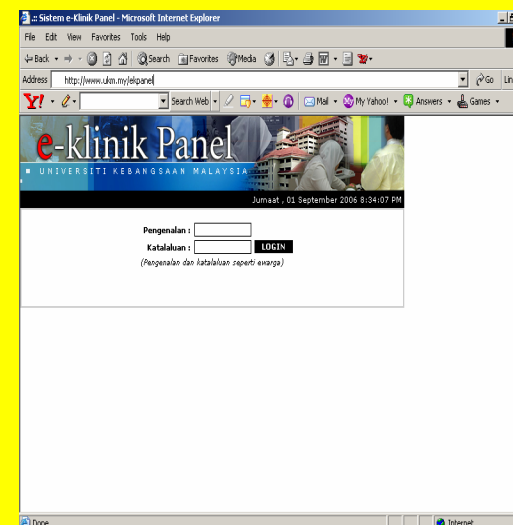 .:: Sistem e-Klinik Panel - Microsoft Internet Explorer
File Edit View Favorites Tools Help
Back Search Favorites Media
Address http://www.ukm.my/ekpanel Go Lin
Y! Search Web Mail My Yahoo! Answers Games
e-klinik Panel
UNIVERSITI KEBANGSAAN MALAYSIA
Jumaat , 01 September 2006 8:34:07 PM
Pengenalan :
Katalaluan : LOGIN
(Pengenalan dan katalaluan seperti ewarga)
Done Internet